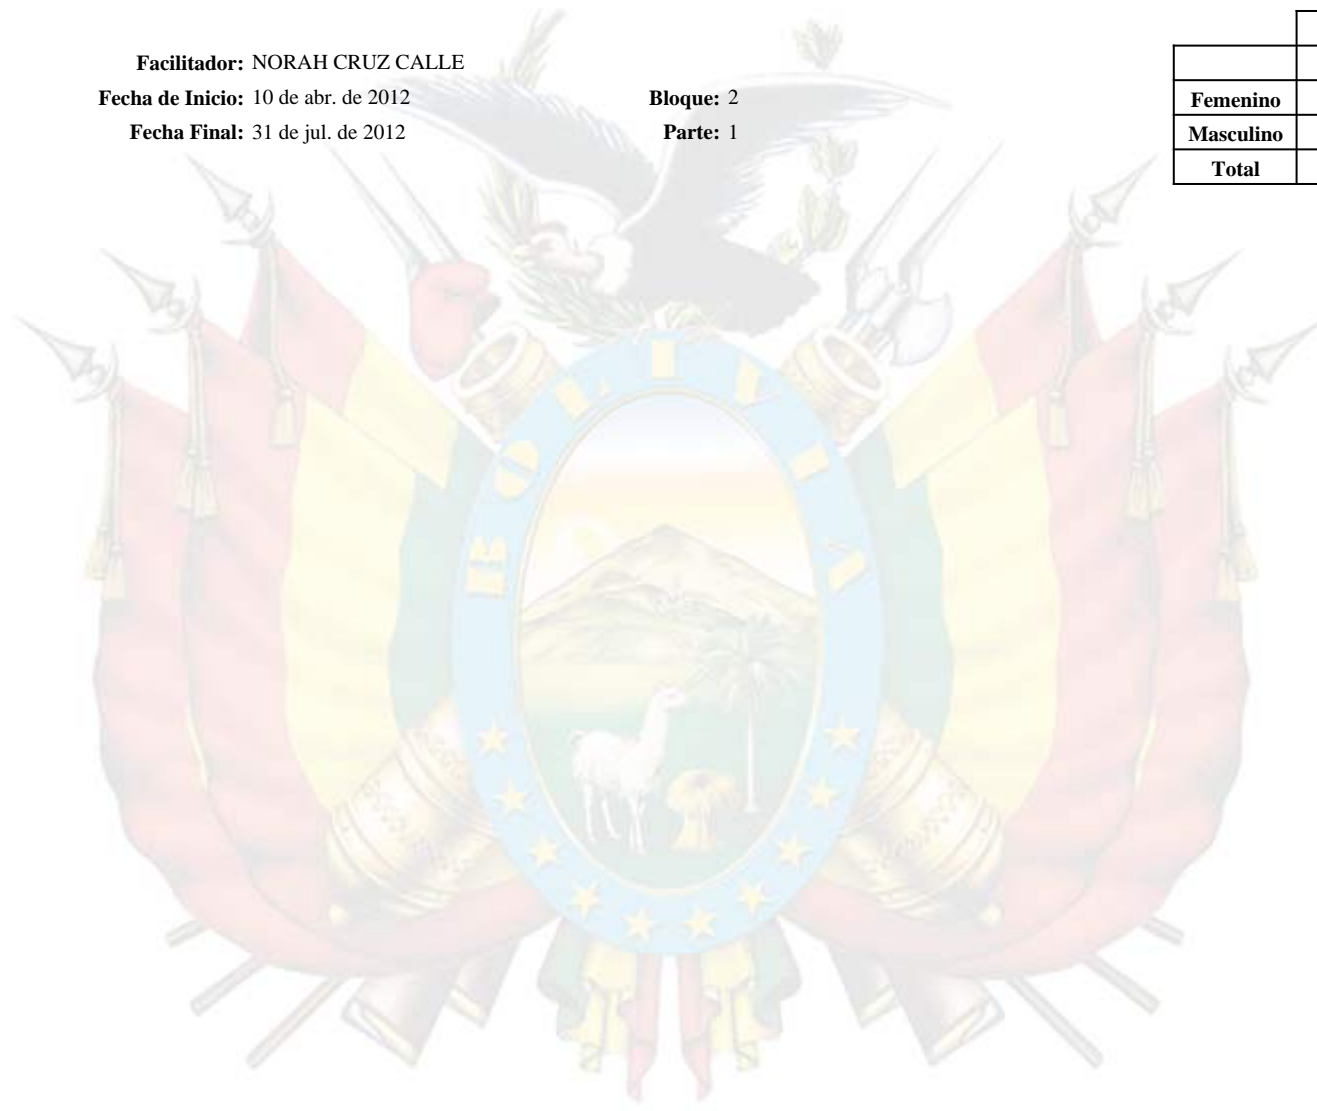 Facilitador: NORAH CRUZ CALLE
Fecha de Inicio: 10 de abr. de 2012 Bloque: 2
Fecha Final: 31 de jul. de 2012 Parte: 1
Femenino
Masculino
Total
BOLIVIA